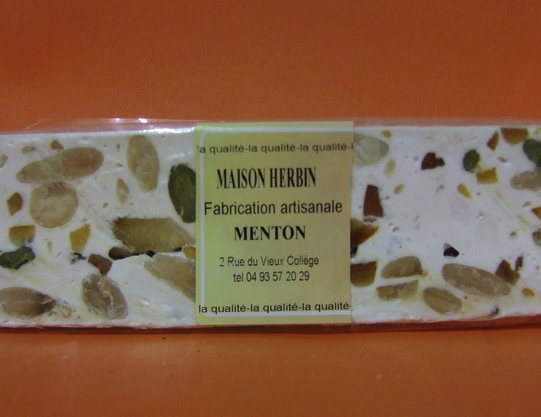 la qualité-la qualité-la qualité-
MAISON HERBIN
Fabrication artisanale
MENTON
2 Rue du Vieux Collège
tel 04 93 57 20 29
la qualité-la qualité-la qualité